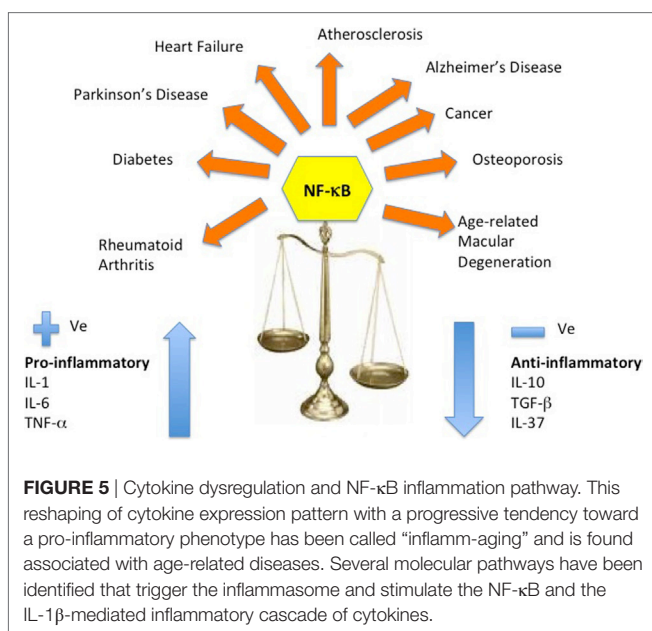 Atherosclerosis
Heart Failure
Alzheimer's Disease
Parkinson's Disease
Cancer
Diabetes
Osteoporosis
NF-κB
Rheumatoid
Arthritis
Age-related
Macular
Degeneration
Ve
Pro-inflammatory
IL-1
IL-6
TNF-α
Ve
Anti-inflammatory
IL-10
TGF-β
IL-37
FIGURE 5 | Cytokine dysregulation and NF-κB inflammation pathway. This
reshaping of cytokine expression pattern with a progressive tendency toward
a pro-inflammatory phenotype has been called “inflamm-aging” and is found
associated with age-related diseases. Several molecular pathways have been
identified that trigger the inflammasome and stimulate the NF-κB and the
IL-1β-mediated inflammatory cascade of cytokines.